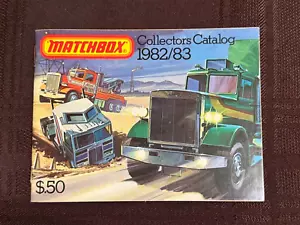 MATCHBOX
Collectors Catalog
1982/83
$.50